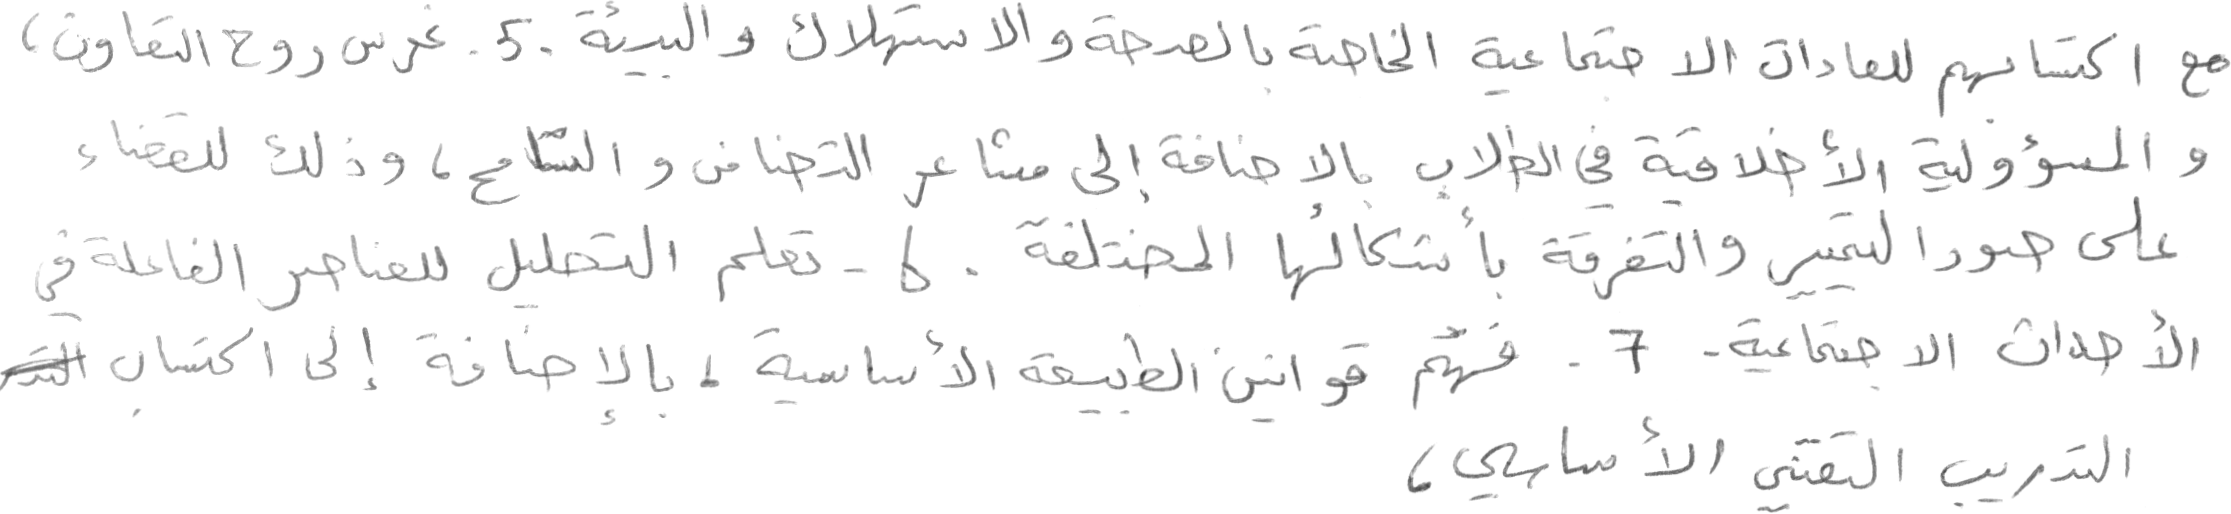 مع اكتسابهم للعادات الاجتماعية الخاصة بالصحة والاستهلاك والبيئة .5. غرس روح التعاون،
والمسؤولية الأخلاقية في الطلاب بالإضافة إلى مشاعر التضامن والتسامح، وذلك للقضاء
على صور التمييز والتفرقة بأشكالها المختلفة . 6 - تعلم التحليل للعناصر الفاعلة في
الأحداث الاجتماعية - 7 . فهم قوانين الطبيعة الأساسية، بالإضافة إلى اكتساب
التدريب التقني الأساسي،